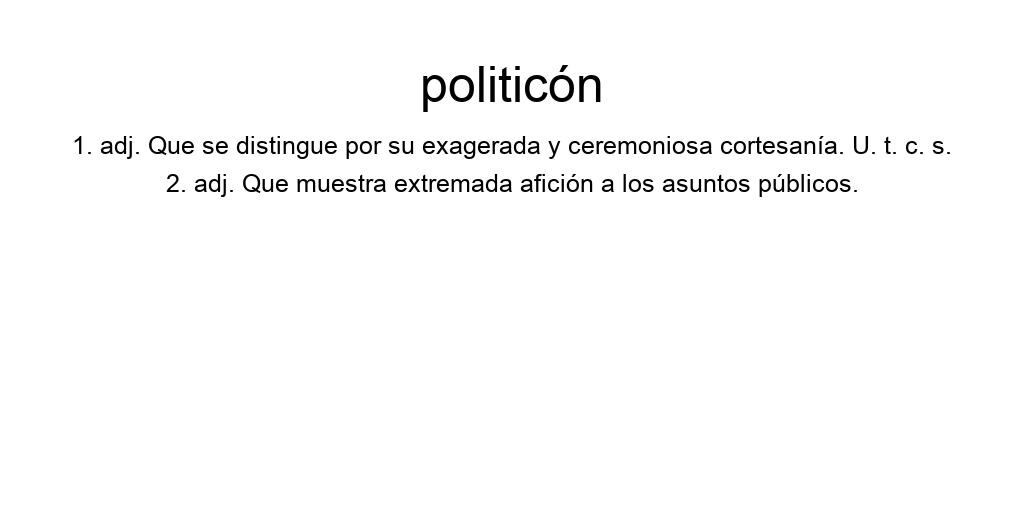 politicón
1. adj. Que se distingue por su exagerada y ceremoniosa cortesanía. U. t. c. s.
2. adj. Que muestra extremada afición a los asuntos públicos.